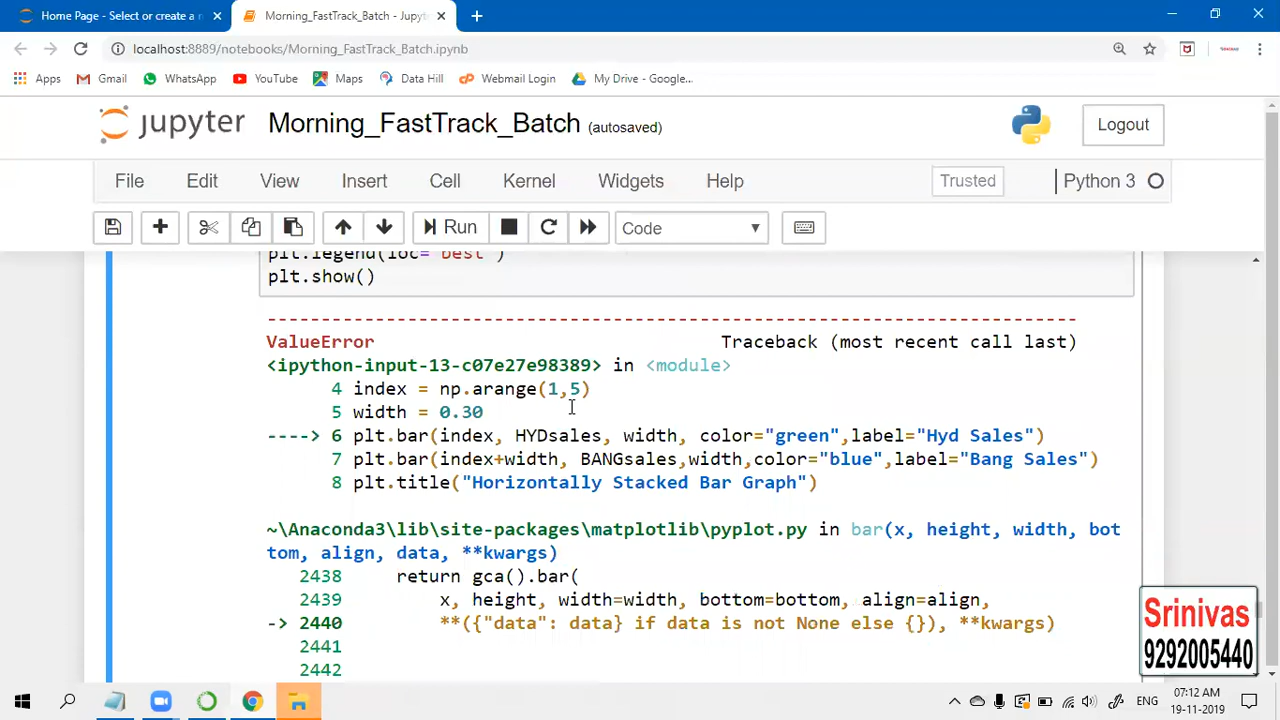 Home Page - Select or create a n
Morning_FastTrack_Batch - Jupyte
localhost:8889/notebooks/Morning_FastTrack_Batch.ipynb
Apps Gmail WhatsApp YouTube Maps Data Hill Webmail Login My Drive - Google...
jupyter Morning_FastTrack_Batch (autosaved)
Logout
File Edit View Insert Cell Kernel Widgets Help Trusted Python 3
Run Code
plt.legend(loc="best")
plt.show()
---------------------------------------------------------------------------
ValueError Traceback (most recent call last)
<ipython-input-13-c07e27e98389> in <module>
4 index = np.arange(1,5)
5 width = 0.30
----> 6 plt.bar(index, HYDsales, width, color="green",label="Hyd Sales")
7 plt.bar(index+width, BANGsales,width,color="blue",label="Bang Sales")
8 plt.title("Horizontally Stacked Bar Graph")
~\Anaconda3\lib\site-packages\matplotlib\pyplot.py in bar(x, height, width, bot
tom, align, data, **kwargs)
2438 return gca().bar(
2439 x, height, width=width, bottom=bottom, align=align,
-> 2440 **({"data": data} if data is not None else {}), **kwargs)
2441
2442
Srinivas
9292005440
ENG
07:12 AM
19-11-2019